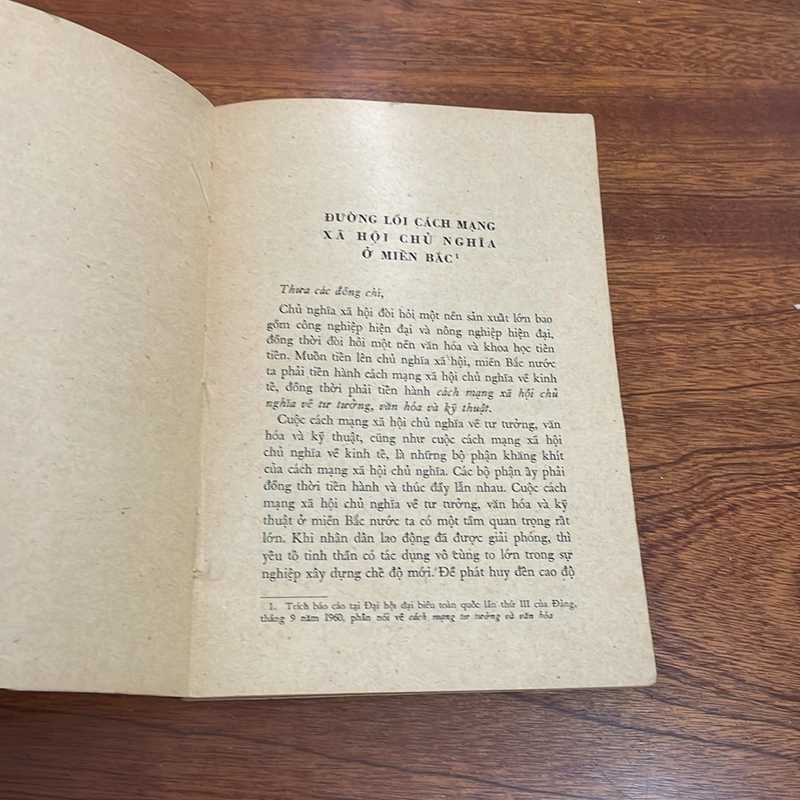 ĐƯỜNG LỐI CÁCH MẠNG
XÃ HỘI CHỦ NGHĨA
Ở MIỀN BẮC¹
Thưa các đồng chí,
Chủ nghĩa xã hội đòi hỏi một nền sản xuất lớn bao
gồm công nghiệp hiện đại và nông nghiệp hiện đại,
đồng thời đòi hỏi một nền văn hóa và khoa học tiên
tiến. Muốn tiến lên chủ nghĩa xã hội, miền Bắc nước
ta phải tiến hành cách mạng xã hội chủ nghĩa về kinh
tế, đồng thời phải tiến hành cách mạng xã hội chủ
nghĩa về tư tưởng, văn hóa và kỹ thuật.
Cuộc cách mạng xã hội chủ nghĩa về tư tưởng, văn
hóa và kỹ thuật, cũng như cuộc cách mạng xã hội
chủ nghĩa về kinh tế, là những bộ phận khăng khít
của cách mạng xã hội chủ nghĩa. Các bộ phận ấy phải
đồng thời tiến hành và thúc đẩy lẫn nhau. Cuộc cách
mạng xã hội chủ nghĩa về tư tưởng, văn hóa và kỹ
thuật ở miền Bắc nước ta có một tầm quan trọng rất
lớn. Khi nhân dân lao động đã được giải phóng, thì
yếu tố tinh thần có tác dụng vô cùng to lớn trong sự
nghiệp xây dựng chế độ mới. Để phát huy đến cao độ
1. Trích báo cáo tại Đại hội đại biểu toàn quốc lần thứ III của Đảng,
tháng 9 năm 1960, phần nói về cách mạng tư tưởng và văn hóa